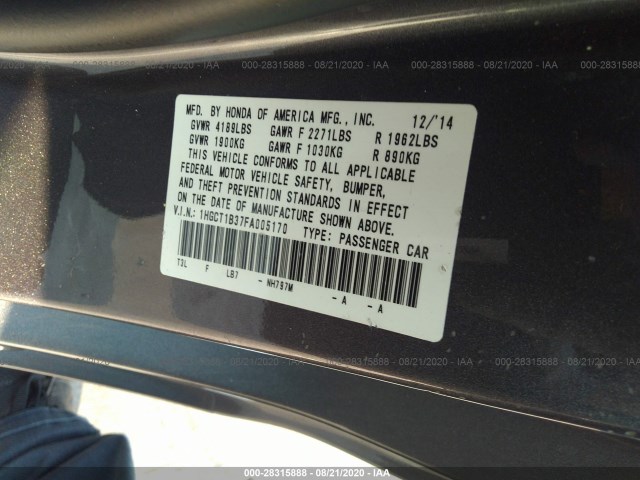 000-28315888 - 08/21/2020 - IAAI
MFD. BY HONDA OF AMERICA MFG., INC. 12/'14
GVWR 4189LBS GAWR F 2271LBS R 1962LBS
GVWR 1900KG GAWR F 1030KG R 890KG
THIS VEHICLE CONFORMS TO ALL APPLICABLE
FEDERAL MOTOR VEHICLE SAFETY, BUMPER,
AND THEFT PREVENTION STANDARDS IN EFFECT
ON THE DATE OF MANUFACTURE SHOWN ABOVE.
V.I.N.: 1HGCT1B37FA005170 TYPE: PASSENGER CAR
T3L F LB7 - NH797M - A - A
000-28315888 - 08/21/2020 - IAAI